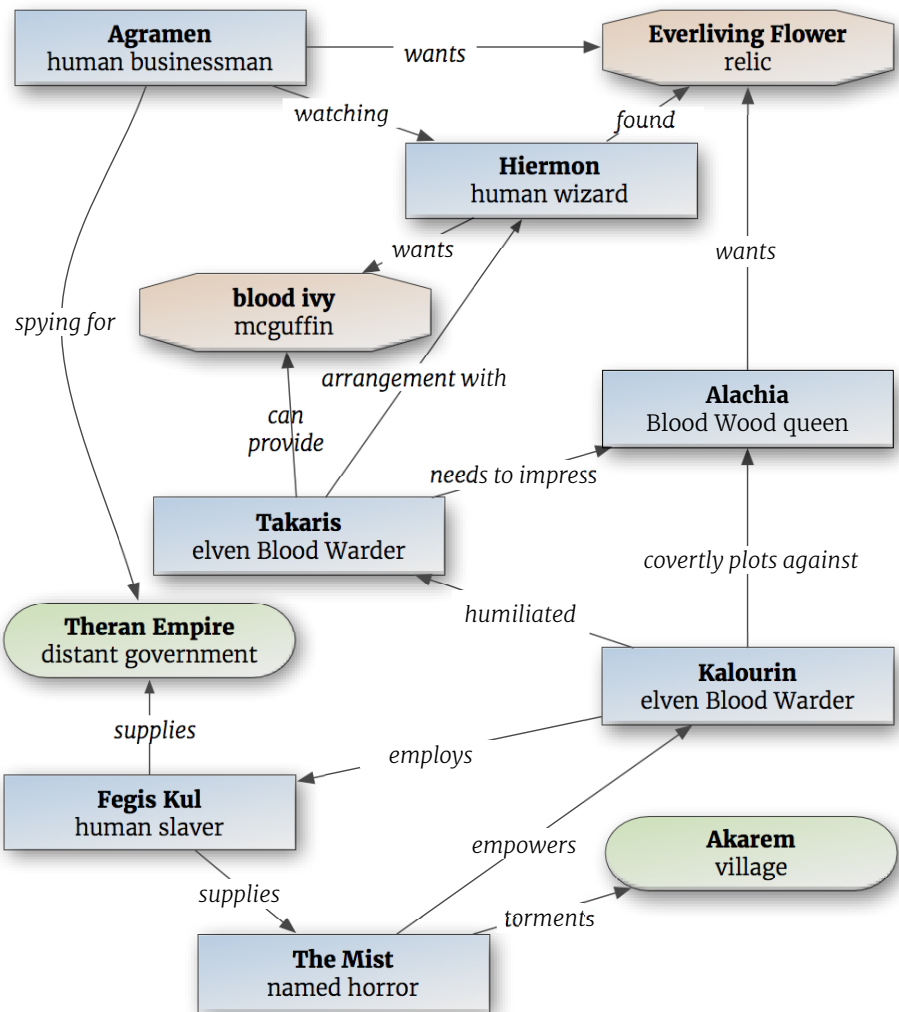 Agramen
human businessman
wants
Everliving Flower
relic
watching
found
Hiermon
human wizard
wants
wants
blood ivy
mcguffin
spying for
arrangement with
can
provide
Alachia
Blood Wood queen
needs to impress
Takaris
elven Blood Warder
covertly plots against
humiliated
Theran Empire
distant government
Kalourin
elven Blood Warder
supplies
employs
Fegis Kul
human slaver
empowers
Akarem
village
supplies
torments
The Mist
named horror